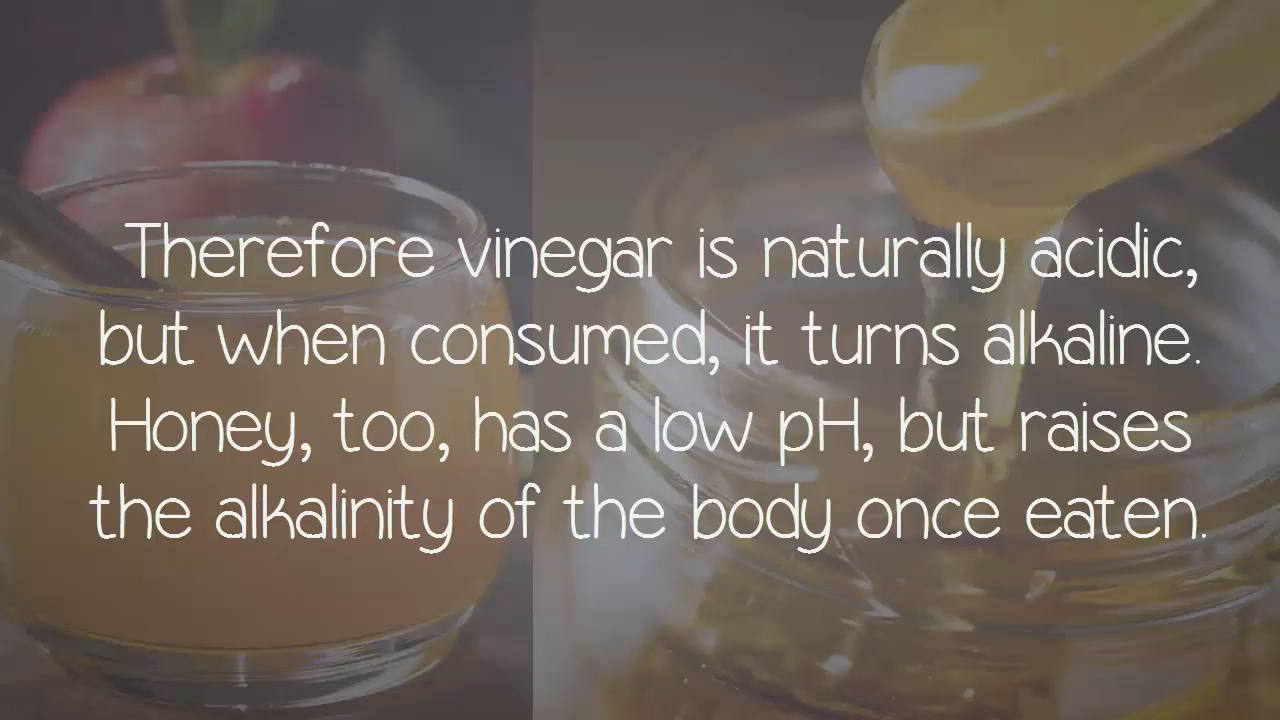 Therefore vinegar is naturally acidic,
but when consumed, it turns alkaline.
Honey, too, has a low pH, but raises
the alkalinity of the body once eaten.